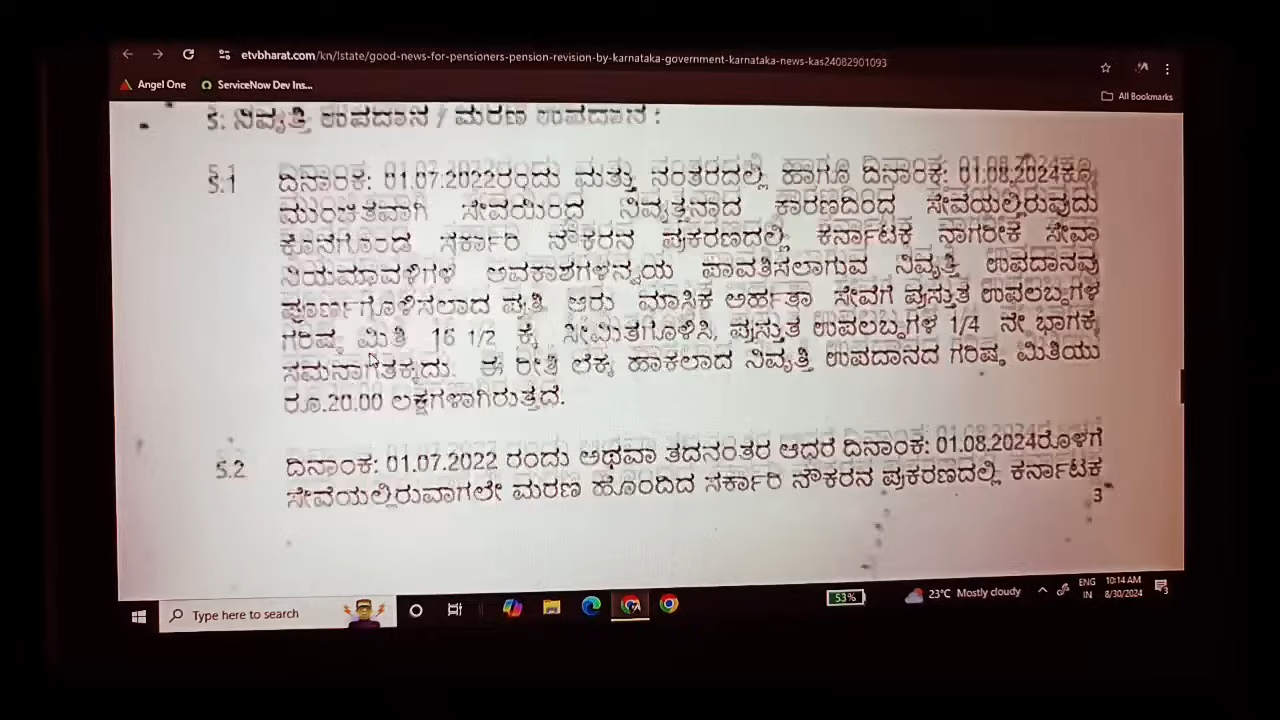 etvbharat.com/kn/!state/good-news-for-pensioners-pension-revision-by-karnataka-government-karnataka-news-kas24082901093
Angel One ServiceNow Dev Ins... All Bookmarks
5: ನಿವೃತ್ತಿ ಉಪದಾನ / ಮರಣ ಉಪದಾನ :
5.1 ದಿನಾಂಕ: 01.07.2022ರಂದು ಮತ್ತು ನಂತರದಲ್ಲಿ ಹಾಗೂ ದಿನಾಂಕ: 01.08.2024ಕ್ಕೂ
ಮುಂಚಿತವಾಗಿ ಸೇವೆಯಿಂದ ನಿವೃತ್ತನಾದ ಕಾರಣದಿಂದ ಸೇವೆಯಲ್ಲಿರುವುದು
ಕೊನೆಗೊಂಡ ಸರ್ಕಾರಿ ನೌಕರನ ಪ್ರಕರಣದಲ್ಲಿ ಕರ್ನಾಟಕ ನಾಗರೀಕ ಸೇವಾ
ನಿಯಮಾವಳಿಗಳ ಅವಕಾಶಗಳನ್ವಯ ಪಾವತಿಸಲಾಗುವ ನಿವೃತ್ತಿ ಉಪದಾನವು
ಪೂರ್ಣಗೊಳಿಸಲಾದ ಪ್ರತಿ ಆರು ಮಾಸಿಕ ಅರ್ಹತಾ ಸೇವೆಗೆ ಪ್ರಸ್ತುತ ಉಪಲಬ್ಧಗಳ
ಗರಿಷ್ಠ ಮಿತಿ 16 1/2 ಕ್ಕೆ ಸೀಮಿತಗೊಳಿಸಿ, ಪ್ರಸ್ತುತ ಉಪಲಬ್ಧಗಳ 1/4 ನೇ ಭಾಗಕ್ಕೆ
ಸಮನಾಗಿತಕ್ಕದು. ಈ ರೀತಿ ಲೆಕ್ಕ ಹಾಕಲಾದ ನಿವೃತ್ತಿ ಉಪದಾನದ ಗರಿಷ್ಠ ಮಿತಿಯು
ರೂ.20.00 ಲಕ್ಷಗಳಾಗಿರುತ್ತದೆ.
5.2 ದಿನಾಂಕ: 01.07.2022 ರಂದು ಅಥವಾ ತದನಂತರ ಆದರೆ ದಿನಾಂಕ: 01.08.2024ರೊಳಗೆ
ಸೇವೆಯಲ್ಲಿರುವಾಗಲೇ ಮರಣ ಹೊಂದಿದ ಸರ್ಕಾರಿ ನೌಕರನ ಪ್ರಕರಣದಲ್ಲಿ ಕರ್ನಾಟಕ
3
Type here to search 53% 23°C Mostly cloudy ENG 10:14 AM
IN 8/30/2024 3